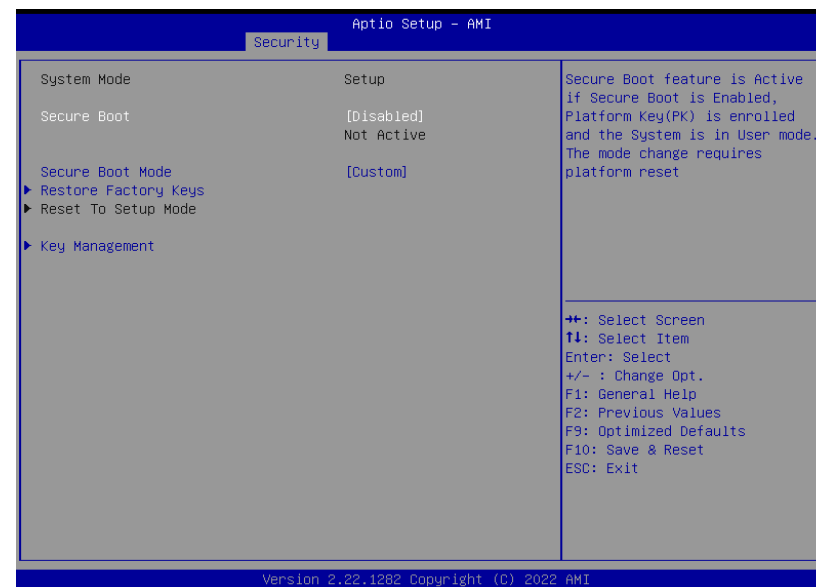 Aptio Setup – AMI
Security
System Mode Setup
Secure Boot [Disabled]
Not Active
Secure Boot Mode [Custom]
▶ Restore Factory Keys
▶ Reset To Setup Mode
▶ Key Management
Secure Boot feature is Active
if Secure Boot is Enabled,
Platform Key(PK) is enrolled
and the System is in User mode.
The mode change requires
platform reset
→←: Select Screen
↑↓: Select Item
Enter: Select
+/- : Change Opt.
F1: General Help
F2: Previous Values
F9: Optimized Defaults
F10: Save & Reset
ESC: Exit
Version 2.22.1282 Copyright (C) 2022 AMI